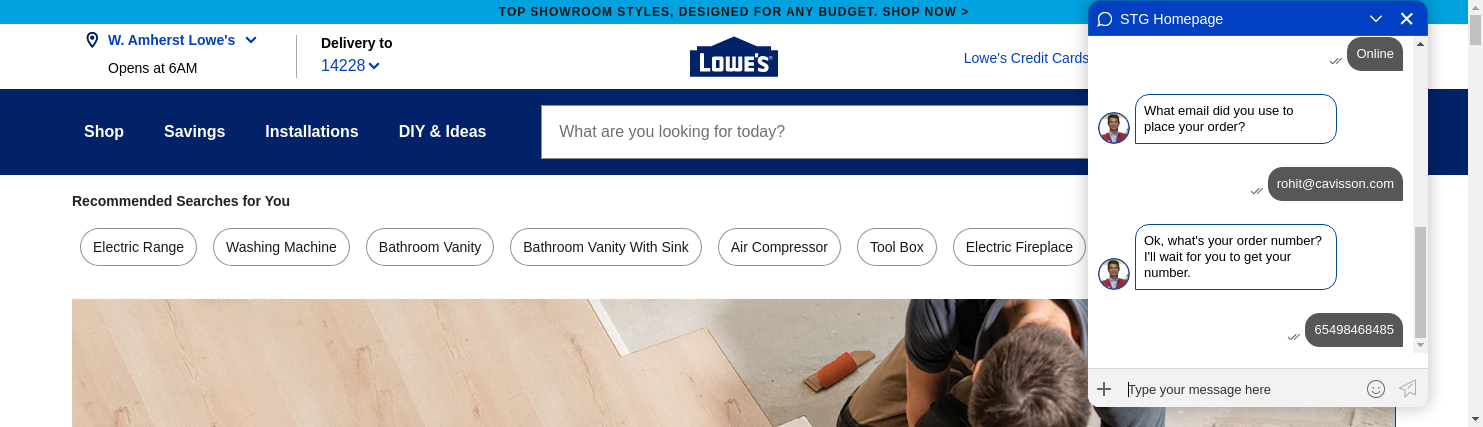 TOP SHOWROOM STYLES, DESIGNED FOR ANY BUDGET. SHOP NOW >
W. Amherst Lowe's
Opens at 6AM
Delivery to
14228
LOWE'S
Lowe's Credit Cards
Shop
Savings
Installations
DIY & Ideas
What are you looking for today?
Recommended Searches for You
Electric Range
Washing Machine
Bathroom Vanity
Bathroom Vanity With Sink
Air Compressor
Tool Box
Electric Fireplace
STG Homepage
Online
What email did you use to
place your order?
rohit@cavisson.com
Ok, what's your order number?
I'll wait for you to get your
number.
65498468485
Type your message here